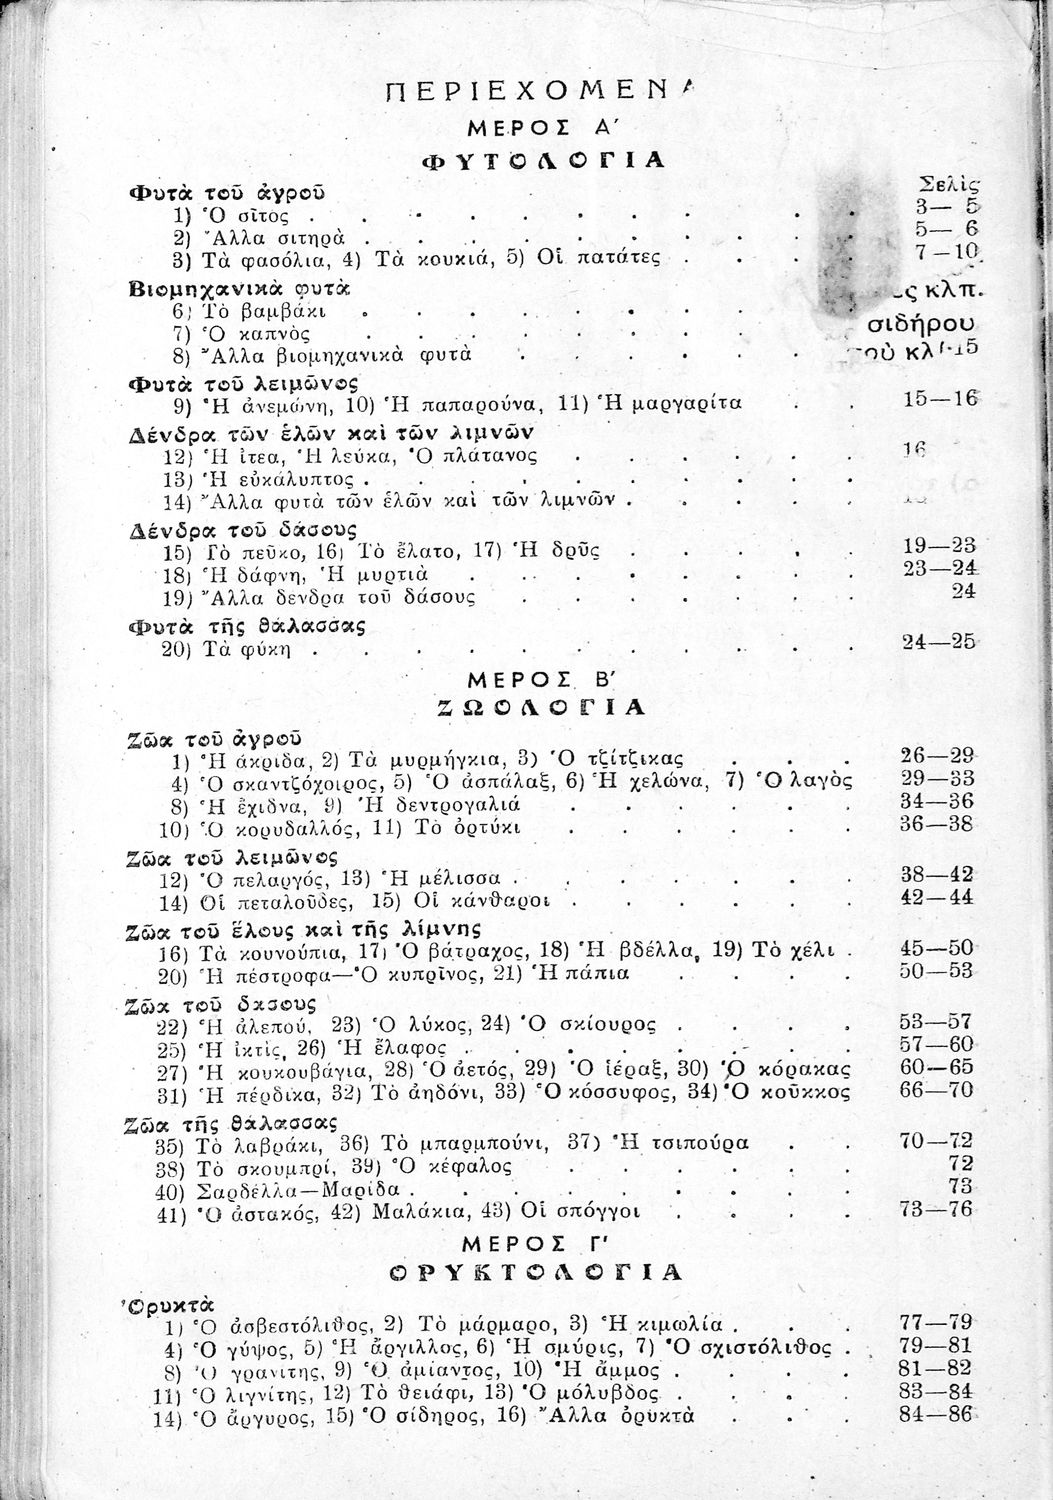 ΠΕΡΙΕΧΟΜΕΝΑ
ΜΕΡΟΣ Α΄
ΦΥΤΟΛΟΓΙΑ
Φυτὰ τοῦ ἀγροῦ Σελὶς
1) Ὁ σῖτος . . . . . . . . . . 3— 5
2) Ἄλλα σιτηρὰ . . . . . . . . . . 5— 6
3) Τὰ φασόλια, 4) Τὰ κουκιά, 5) Οἱ πατάτες . . . . 7—10
Βιομηχανικὰ φυτὰ ς κλπ.
6) Τὸ βαμβάκι . . . . . . . . .
7) Ὁ καπνὸς . . . . . . . . . σιδήρου
8) Ἄλλα βιομηχανικὰ φυτὰ . . . . . . οὺ κλ -15
Φυτὰ τοῦ λειμῶνος
9) Ἡ ἀνεμώνη, 10) Ἡ παπαρούνα, 11) Ἡ μαργαρίτα . . 15—16
Δένδρα τῶν ἑλῶν καὶ τῶν λιμνῶν
12) Ἡ ἰτεα, Ἡ λεύκα, Ὁ πλάτανος . . . . . . 16
13) Ἡ εὐκάλυπτος . . . . . . . . . .
14) Ἄλλα φυτὰ τῶν ἑλῶν καὶ τῶν λιμνῶν . . . . .
Δένδρα τοῦ δάσους
15) Τὸ πεῦκο, 16) Τὸ ἔλατο, 17) Ἡ δρῦς . . . . . 19—23
18) Ἡ δάφνη, Ἡ μυρτιὰ . . . . . . . . 23—24
19) Ἄλλα δενδρα τοῦ δάσους . . . . . . . 24
Φυτὰ τῆς θάλασσας
20) Τὰ φύκη . . . . . . . . . . . 24—25
ΜΕΡΟΣ Β΄
ΖΩΟΛΟΓΙΑ
Ζῶα τοῦ ἀγροῦ
1) Ἡ ἀκριδα, 2) Τὰ μυρμήγκια, 3) Ὁ τζίτζικας . . . 26—29
4) Ὁ σκαντζόχοιρος, 5) Ὁ ἀσπάλαξ, 6) Ἡ χελώνα, 7) Ὁ λαγὸς 29—33
8) Ἡ ἔχιδνα, 9) Ἡ δεντρογαλιά . . . . . . 34—36
10) Ὁ κορυδαλλός, 11) Τὸ ὀρτύκι . . . . . . 36—38
Ζῶα τοῦ λειμῶνος
12) Ὁ πελαργός, 13) Ἡ μέλισσα . . . . . . . 38—42
14) Οἱ πεταλοῦδες, 15) Οἱ κάνθαροι . . . . . . 42—44
Ζῶα τοῦ ἕλους καὶ τῆς λίμνης
16) Τὰ κουνούπια, 17) Ὁ βάτραχος, 18) Ἡ βδέλλα, 19) Τὸ χέλι . 45—50
20) Ἡ πέστροφα—Ὁ κυπρῖνος, 21) Ἡ πάπια . . . . 50—53
Ζῶα τοῦ δάσους
22) Ἡ ἀλεπού, 23) Ὁ λύκος, 24) Ὁ σκίουρος . . . . 53—57
25) Ἡ ἰκτὶς, 26) Ἡ ἔλαφος . . . . . . . . 57—60
27) Ἡ κουκουβάγια, 28) Ὁ ἀετός, 29) Ὁ ἱέραξ, 30) Ὁ κόρακας 60—65
31) Ἡ πέρδικα, 32) Τὸ ἀηδόνι, 33) Ὁ κόσσυφος, 34) Ὁ κοῦκκος 66—70
Ζῶα τῆς θάλασσας
35) Τὸ λαβράκι, 36) Τὸ μπαρμπούνι, 37) Ἡ τσιπούρα . . 70—72
38) Τὸ σκουμπρί, 39) Ὁ κέφαλος . . . . . . 72
40) Σαρδέλλα—Μαρίδα . . . . . . . . . 73
41) Ὁ ἀστακός, 42) Μαλάκια, 43) Οἱ σπόγγοι . . . . 73—76
ΜΕΡΟΣ Γ΄
ΟΡΥΚΤΟΛΟΓΙΑ
Ὀρυκτὰ
1) Ὁ ἀσβεστόλιθος, 2) Τὸ μάρμαρο, 3) Ἡ κιμωλία . . . 77—79
4) Ὁ γύψος, 5) Ἡ ἄργιλλος, 6) Ἡ σμύρις, 7) Ὁ σχιστόλιθος . 79—81
8) Ὁ γρανιτης, 9) Ὁ ἀμίαντος, 10) Ἡ ἄμμος . . . . 81—82
11) Ὁ λιγνίτης, 12) Τὸ θειάφι, 13) Ὁ μόλυβδος . . . . 83—84
14) Ὁ ἄργυρος, 15) Ὁ σίδηρος, 16) Ἄλλα ὀρυκτὰ . . . 84—86